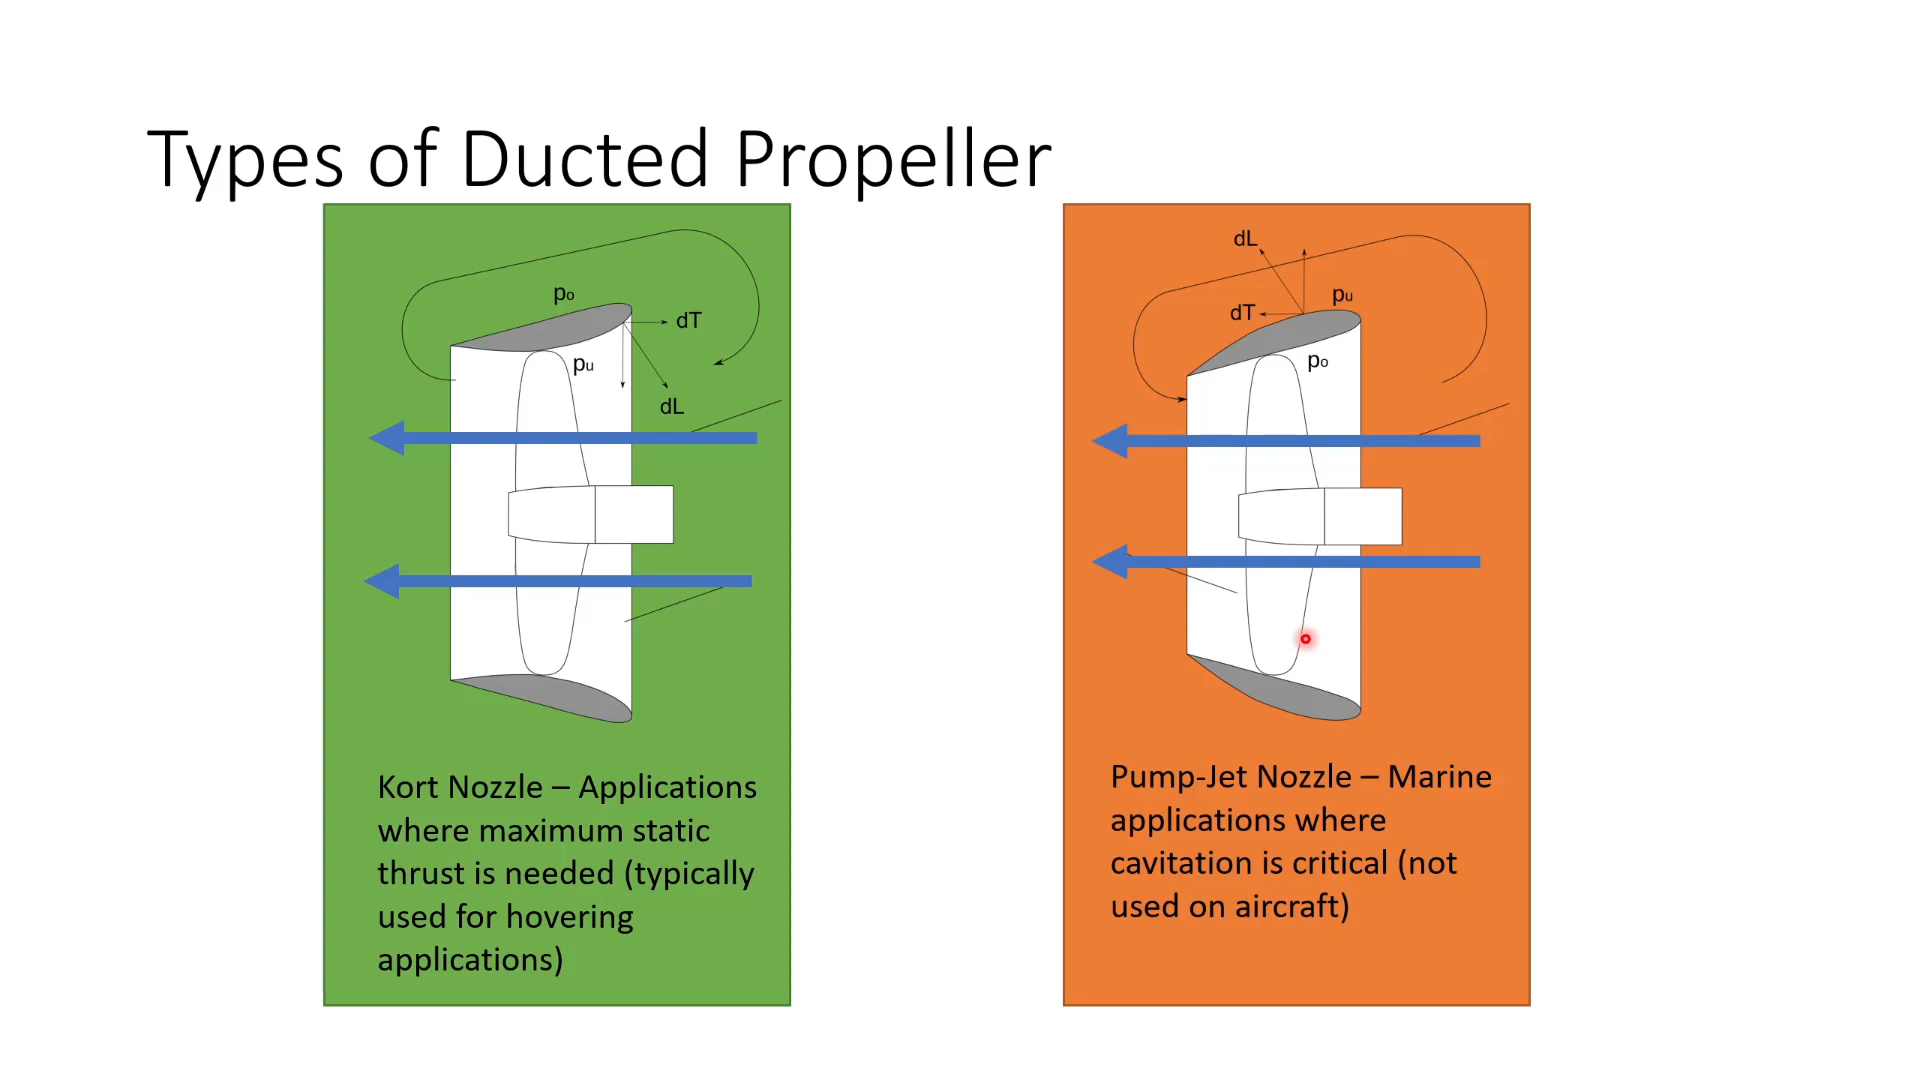 Types of Ducted Propeller
po
dT
pu
dL
Kort Nozzle – Applications
where maximum static
thrust is needed (typically
used for hovering
applications)
dL
pu
dT
po
Pump-Jet Nozzle – Marine
applications where
cavitation is critical (not
used on aircraft)